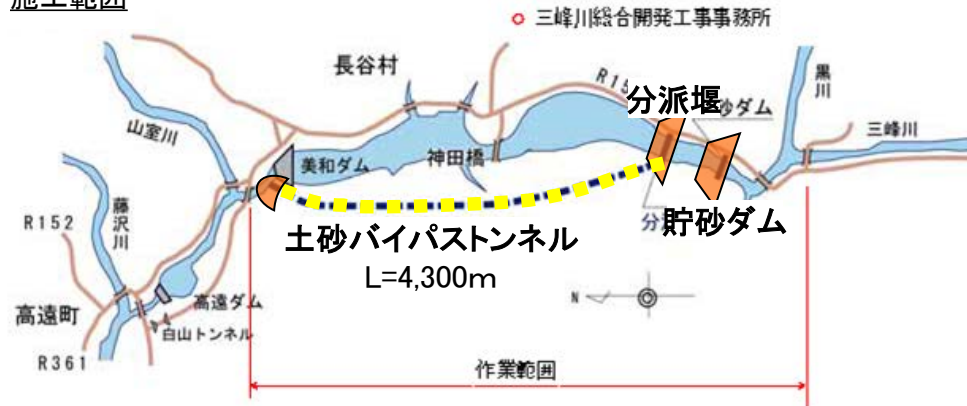 施工範囲
三峰川総合開発工事事務所
長谷村
R15
分派堰
砂ダム
黒川
三峰川
山室川
美和ダム
神田橋
藤沢川
R152
土砂バイパストンネル
L=4,300m
分
貯砂ダム
N
高遠町
高遠ダム
白山トンネル
R361
作業範囲